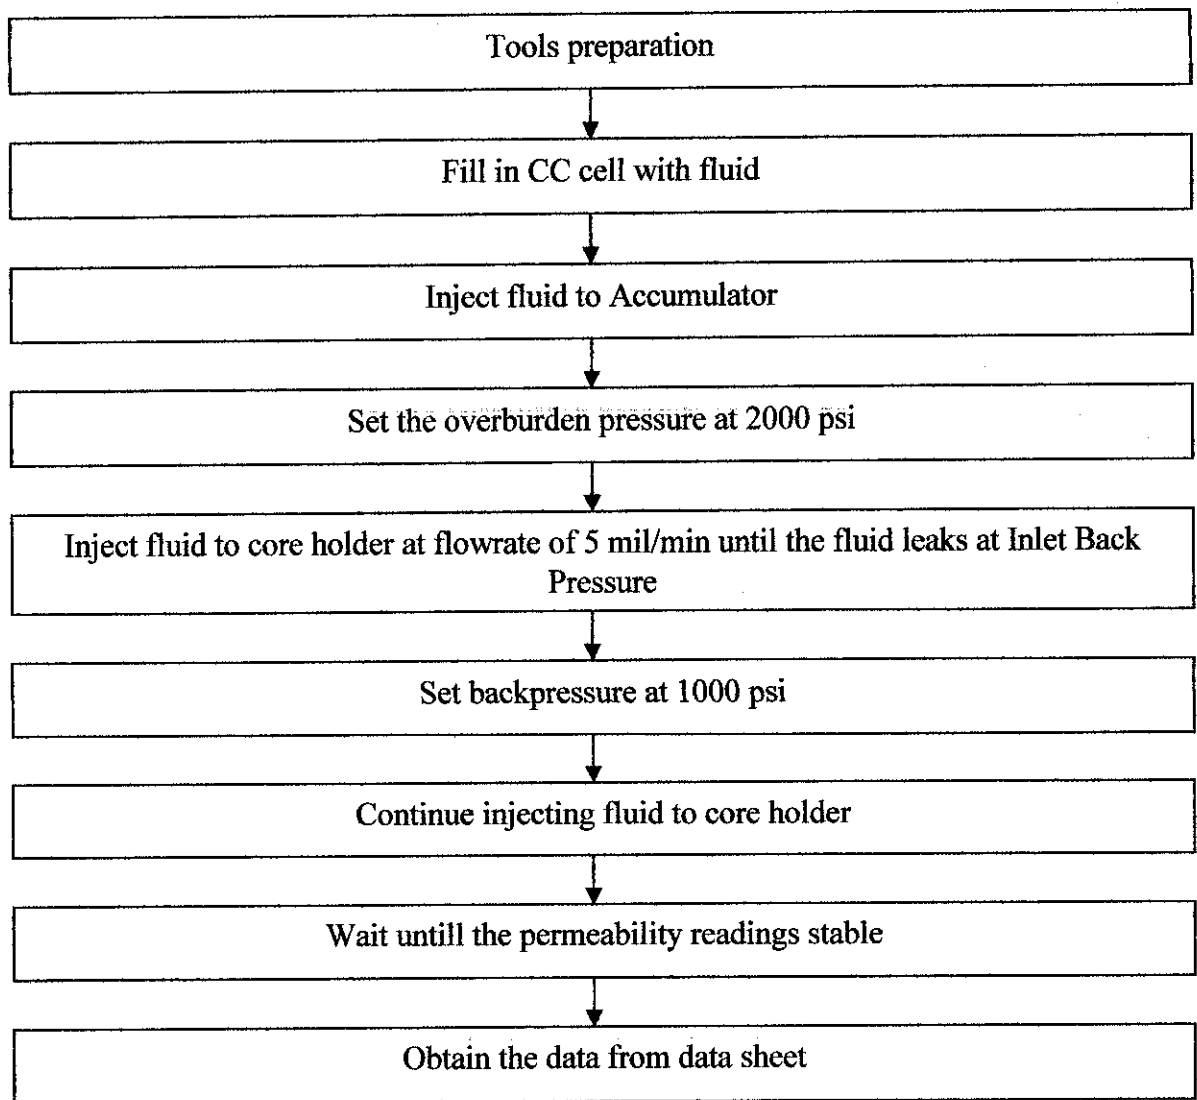 Tools preparation
Fill in CC cell with fluid
Inject fluid to Accumulator
Set the overburden pressure at 2000 psi
Inject fluid to core holder at flowrate of 5 mil/min until the fluid leaks at Inlet Back
Pressure
Set backpressure at 1000 psi
Continue injecting fluid to core holder
Wait untill the permeability readings stable
Obtain the data from data sheet